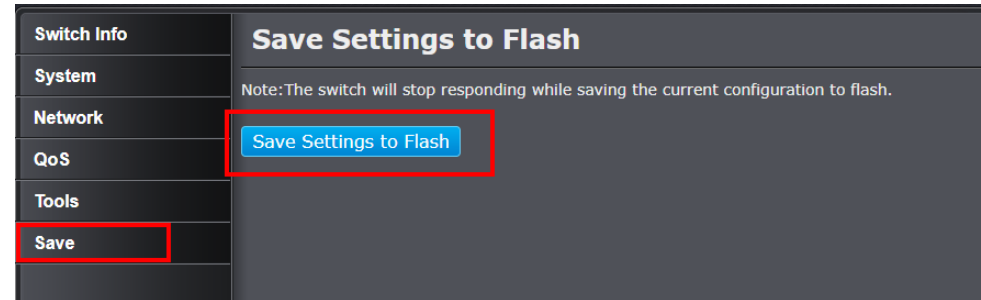 Switch Info
System
Network
QoS
Tools
Save
Save Settings to Flash
Note:The switch will stop responding while saving the current configuration to flash.
Save Settings to Flash